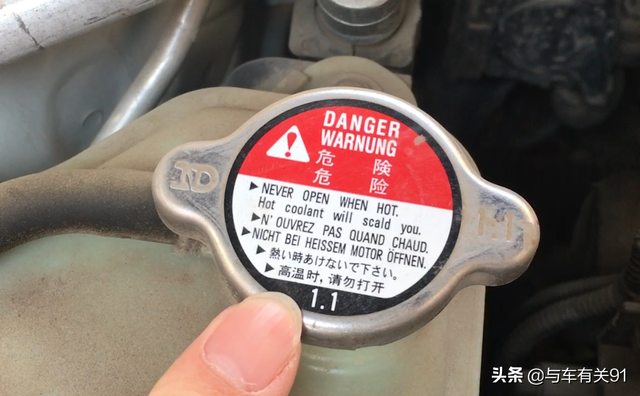 DANGER
WARNUNG
危 険
危 险
NEVER OPEN WHEN HOT.
Hot coolant will scald you.
N' OUVREZ PAS QUAND CHAUD.
NICHT BEI HEISSEM MOTOR ÖFFNEN.
熱い時あけないで下さい。
高温时,请勿打开
1.1
1.1
头条 @与车有关91